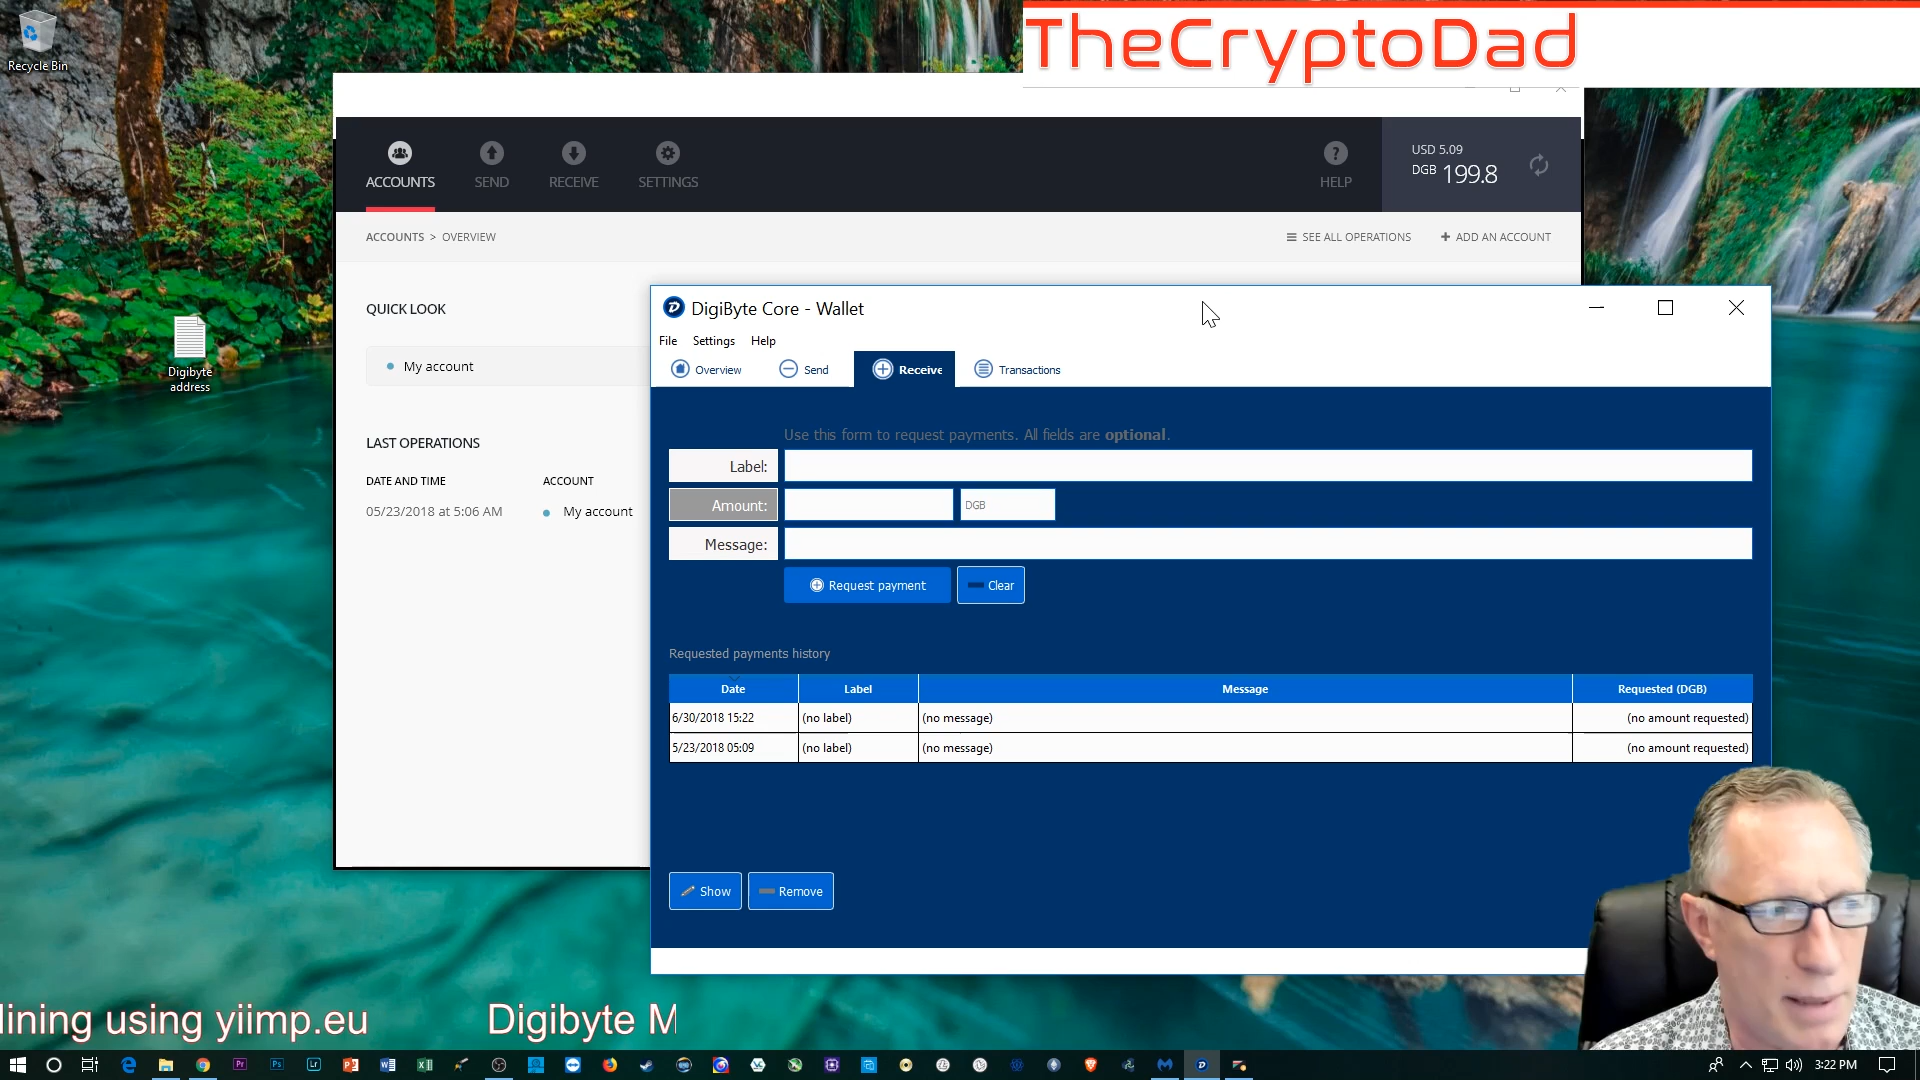 TheCryptoDad
Recycle Bin
Digibyte
address
ACCOUNTS
SEND
RECEIVE
SETTINGS
HELP
USD 5.09
DGB 199.8
ACCOUNTS > OVERVIEW
SEE ALL OPERATIONS
ADD AN ACCOUNT
QUICK LOOK
My account
LAST OPERATIONS
DATE AND TIME ACCOUNT
05/23/2018 at 5:06 AM My account
DigiByte Core - Wallet
File Settings Help
Overview Send Receive Transactions
Use this form to request payments. All fields are optional.
Label:
Amount: DGB
Message:
Request payment Clear
Requested payments history
Date Label Message Requested (DGB)
6/30/2018 15:22 (no label) (no message) (no amount requested)
5/23/2018 05:09 (no label) (no message) (no amount requested)
Show Remove
lining using yiimp.eu Digibyte M
3:22 PM